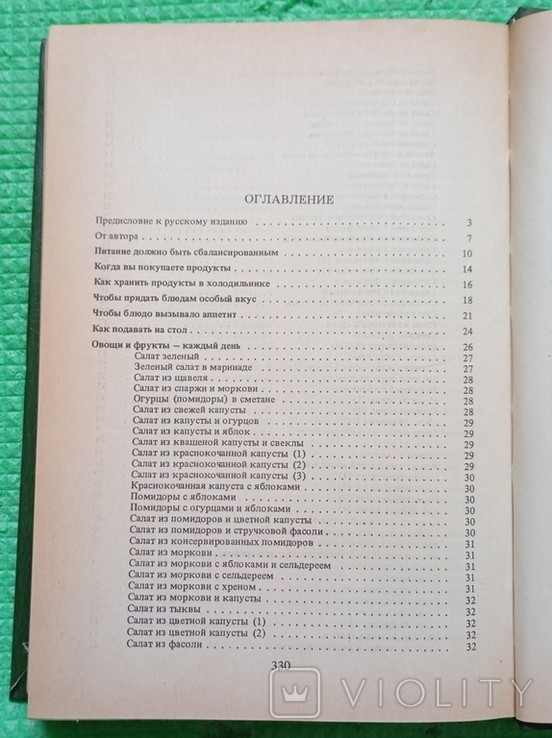 ОГЛАВЛЕНИЕ
Предисловие к русскому изданию . . . . . . . . . . . . . . . . . . . . 3
От автора . . . . . . . . . . . . . . . . . . . . 7
Питание должно быть сбалансированным . . . . . . . . . . . . . . . . . . . . 10
Когда вы покупаете продукты . . . . . . . . . . . . . . . . . . . . 14
Как хранить продукты в холодильнике . . . . . . . . . . . . . . . . . . . . 16
Чтобы придать блюдам особый вкус . . . . . . . . . . . . . . . . . . . . 18
Чтобы блюдо вызывало аппетит . . . . . . . . . . . . . . . . . . . . 21
Как подавать на стол . . . . . . . . . . . . . . . . . . . . 24
Овощи и фрукты — каждый день . . . . . . . . . . . . . . . . . . . . 26
Салат зеленый . . . . . . . . . . . . . . . . . . . . 27
Зеленый салат в маринаде . . . . . . . . . . . . . . . . . . . . 27
Салат из щавеля . . . . . . . . . . . . . . . . . . . . 28
Салат из спаржи и моркови . . . . . . . . . . . . . . . . . . . . 28
Огурцы (помидоры) в сметане . . . . . . . . . . . . . . . . . . . . 28
Салат из свежей капусты . . . . . . . . . . . . . . . . . . . . 28
Салат из капусты и огурцов . . . . . . . . . . . . . . . . . . . . 29
Салат из капусты и яблок . . . . . . . . . . . . . . . . . . . . 29
Салат из квашеной капусты и свеклы . . . . . . . . . . . . . . . . . . . . 29
Салат из краснокочанной капусты (1) . . . . . . . . . . . . . . . . . . . . 29
Салат из краснокочанной капусты (2) . . . . . . . . . . . . . . . . . . . . 29
Салат из краснокочанной капусты (3) . . . . . . . . . . . . . . . . . . . . 30
Краснокочанная капуста с яблоками . . . . . . . . . . . . . . . . . . . . 30
Помидоры с яблоками . . . . . . . . . . . . . . . . . . . . 30
Помидоры с огурцами и яблоками . . . . . . . . . . . . . . . . . . . . 30
Салат из помидоров и цветной капусты . . . . . . . . . . . . . . . . . . . . 30
Салат из помидоров и стручковой фасоли . . . . . . . . . . . . . . . . . . . . 30
Салат из консервированных помидоров . . . . . . . . . . . . . . . . . . . . 31
Салат из моркови . . . . . . . . . . . . . . . . . . . . 31
Салат из моркови с яблоками и сельдереем . . . . . . . . . . . . . . . . . . . . 31
Салат из моркови с сельдереем . . . . . . . . . . . . . . . . . . . . 31
Салат из моркови с хреном . . . . . . . . . . . . . . . . . . . . 31
Салат из моркови и капусты . . . . . . . . . . . . . . . . . . . . 32
Салат из тыквы . . . . . . . . . . . . . . . . . . . . 32
Салат из цветной капусты (1) . . . . . . . . . . . . . . . . . . . . 32
Салат из цветной капусты (2) . . . . . . . . . . . . . . . . . . . . 32
Салат из фасоли . . . . . . . . . . . . . . . . . . . . 32
330
VIOLITY